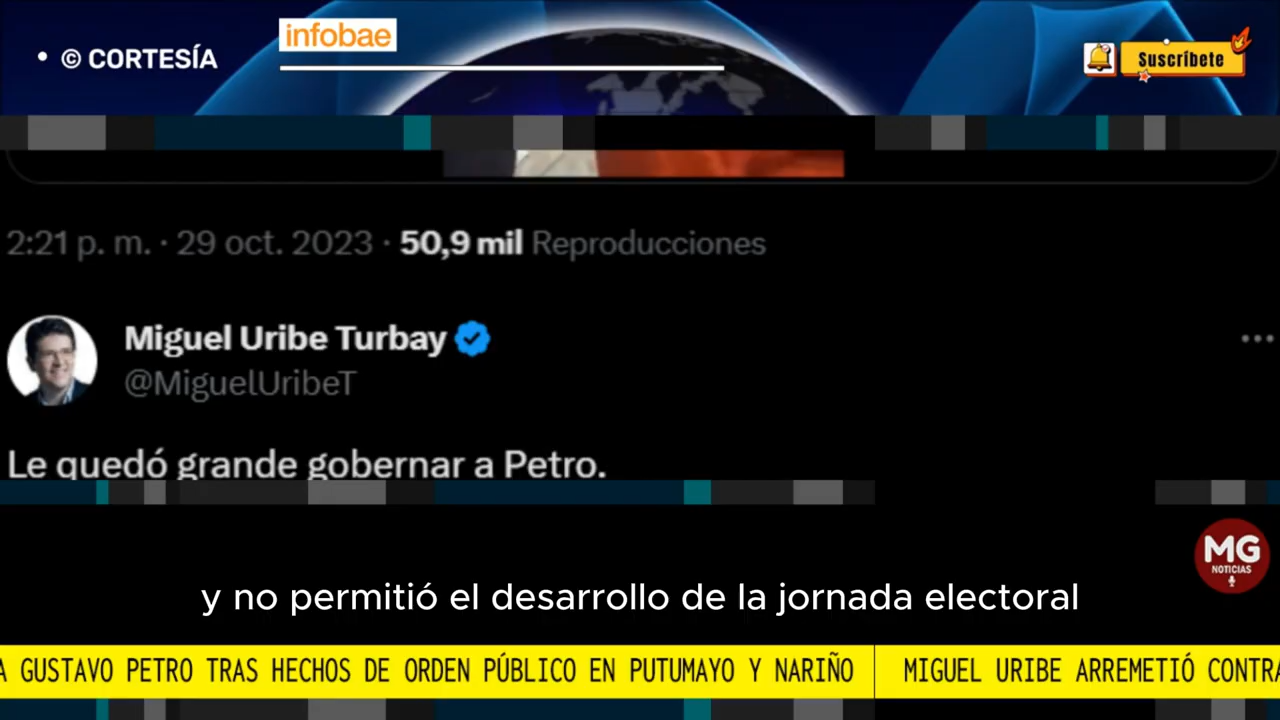 • © CORTESÍA
infobae
Suscríbete
2:21 p. m. · 29 oct. 2023 · 50,9 mil Reproducciones
Miguel Uribe Turbay
@MiguelUribeT
Le quedó grande gobernar a Petro.
MG
NOTICIAS
y no permitió el desarrollo de la jornada electoral
A GUSTAVO PETRO TRAS HECHOS DE ORDEN PÚBLICO EN PUTUMAYO Y NARIÑO
MIGUEL URIBE ARREMETIÓ CONTRA